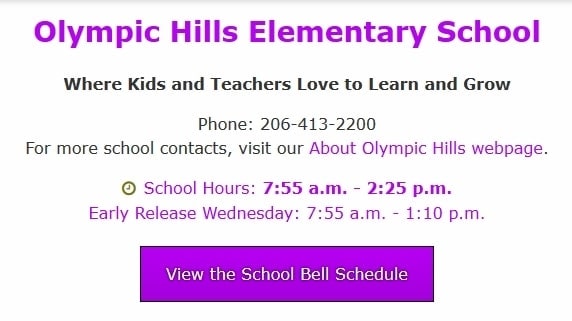 Olympic Hills Elementary School
Where Kids and Teachers Love to Learn and Grow
Phone: 206-413-2200
For more school contacts, visit our About Olympic Hills webpage.
School Hours: 7:55 a.m. - 2:25 p.m.
Early Release Wednesday: 7:55 a.m. - 1:10 p.m.
View the School Bell Schedule